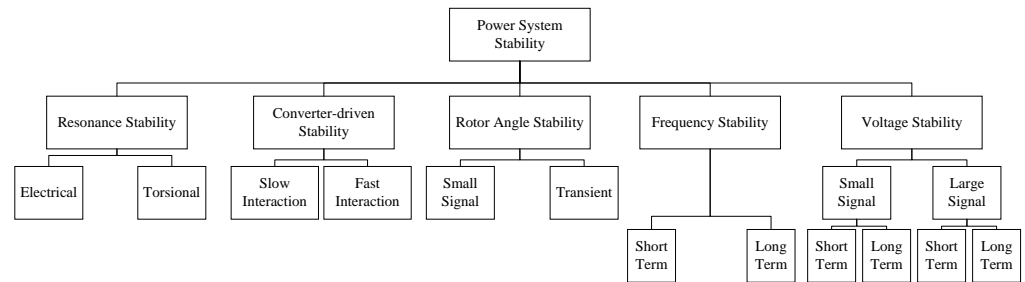 Power System
Stability
Resonance Stability
Converter-driven
Stability
Rotor Angle Stability
Frequency Stability
Voltage Stability
Electrical
Torsional
Slow
Interaction
Fast
Interaction
Small
Signal
Transient
Small
Signal
Large
Signal
Short
Term
Long
Term
Short
Term
Long
Term
Short
Term
Long
Term